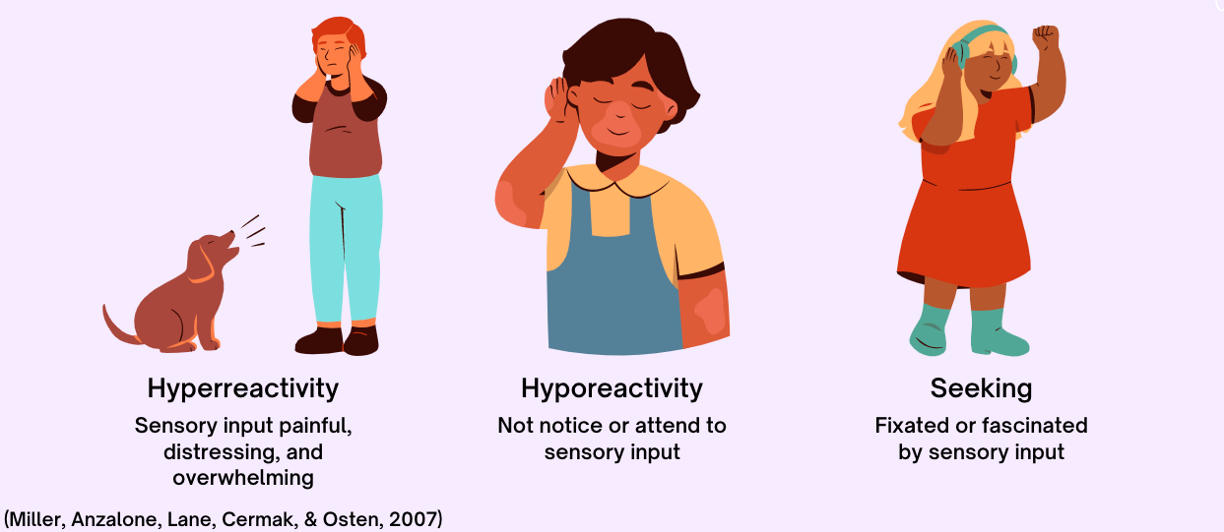 Hyperreactivity
Sensory input painful,
distressing, and
overwhelming
Hyporeactivity
Not notice or attend to
sensory input
Seeking
Fixated or fascinated
by sensory input
(Miller, Anzalone, Lane, Cermak, & Osten, 2007)